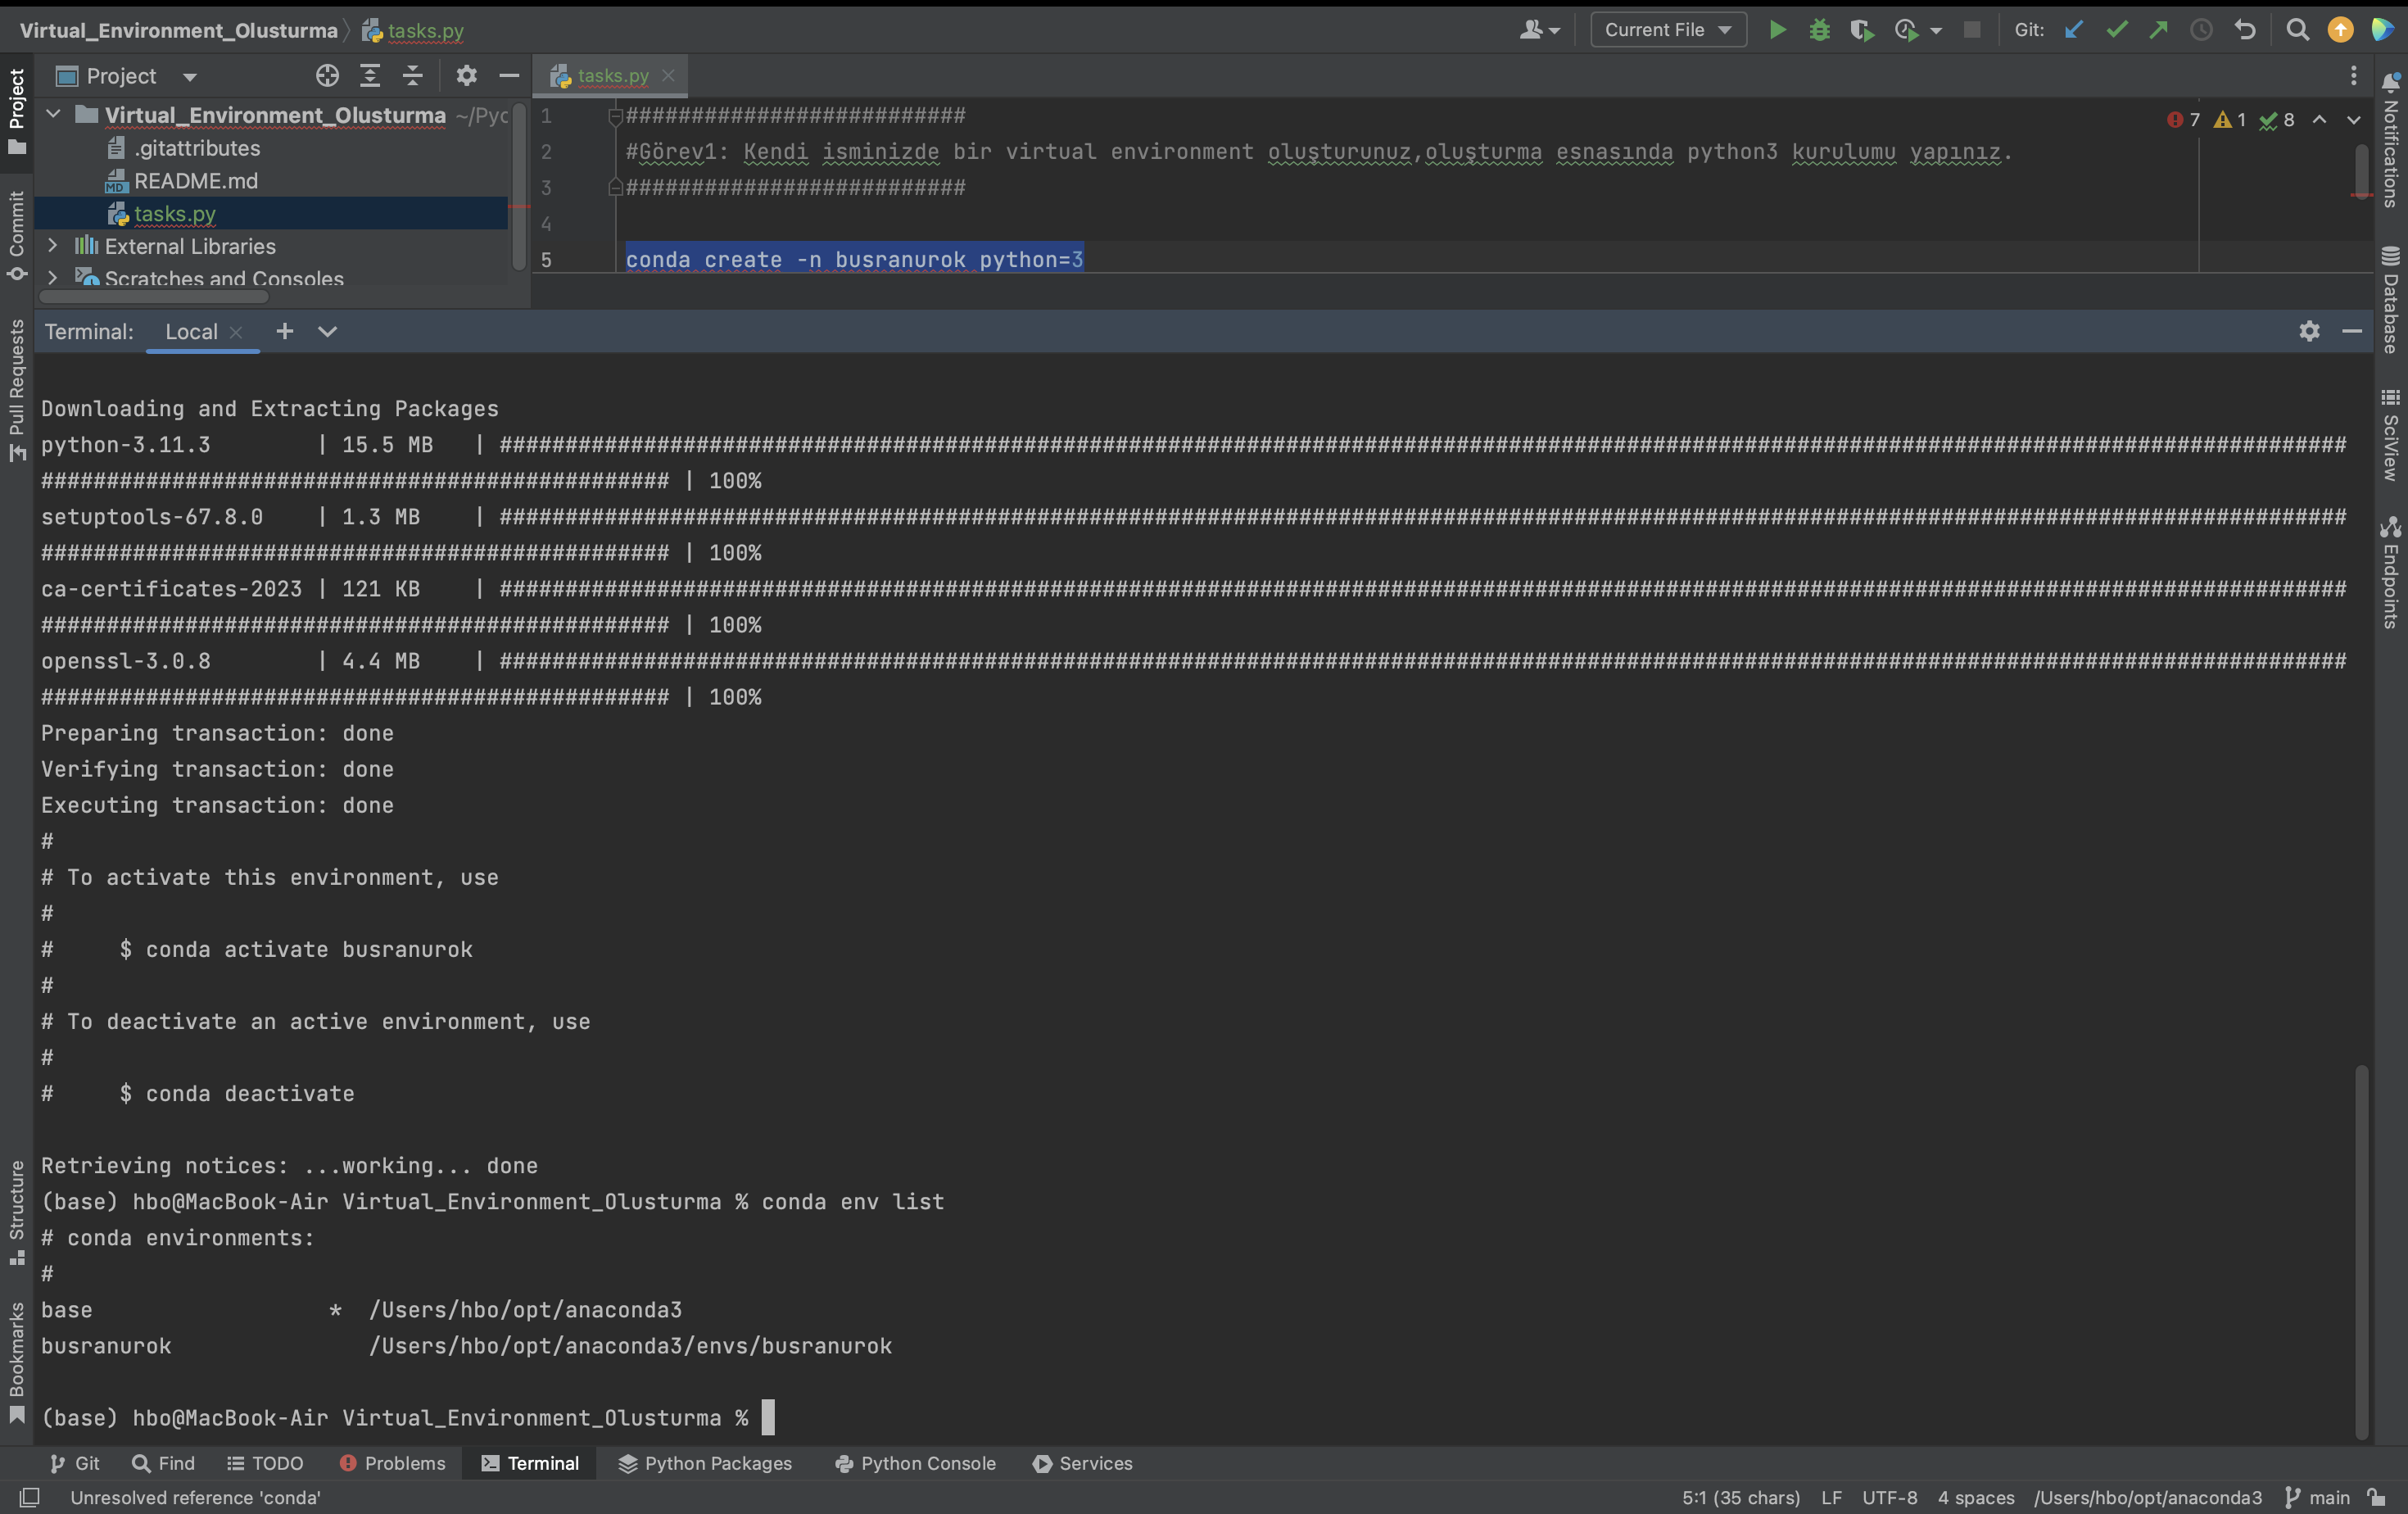 Virtual_Environment_Olusturma
tasks.py
Current File
Git:
Project
tasks.py
Virtual_Environment_Olusturma ~/Pyc
.gitattributes
README.md
tasks.py
External Libraries
Scratches and Consoles
1 ##########################
2 #Görev1: Kendi isminizde bir virtual environment oluşturunuz,oluşturma esnasında python3 kurulumu yapınız.
3 ##########################
4
5 conda create -n busranurok python=3
7 1 8
Project
Commit
Pull Requests
Structure
Bookmarks
Notifications
Database
SciView
Endpoints
Terminal: Local
Downloading and Extracting Packages
python-3.11.3 | 15.5 MB | #############################################################################################################################################
################################################ | 100%
setuptools-67.8.0 | 1.3 MB | #############################################################################################################################################
################################################ | 100%
ca-certificates-2023 | 121 KB | #############################################################################################################################################
################################################ | 100%
openssl-3.0.8 | 4.4 MB | #############################################################################################################################################
################################################ | 100%
Preparing transaction: done
Verifying transaction: done
Executing transaction: done
#
# To activate this environment, use
#
# $ conda activate busranurok
#
# To deactivate an active environment, use
#
# $ conda deactivate
Retrieving notices: ...working... done
(base) hbo@MacBook-Air Virtual_Environment_Olusturma % conda env list
# conda environments:
#
base * /Users/hbo/opt/anaconda3
busranurok /Users/hbo/opt/anaconda3/envs/busranurok
(base) hbo@MacBook-Air Virtual_Environment_Olusturma %
Git Find TODO Problems Terminal Python Packages Python Console Services
Unresolved reference 'conda'
5:1 (35 chars) LF UTF-8 4 spaces /Users/hbo/opt/anaconda3 main